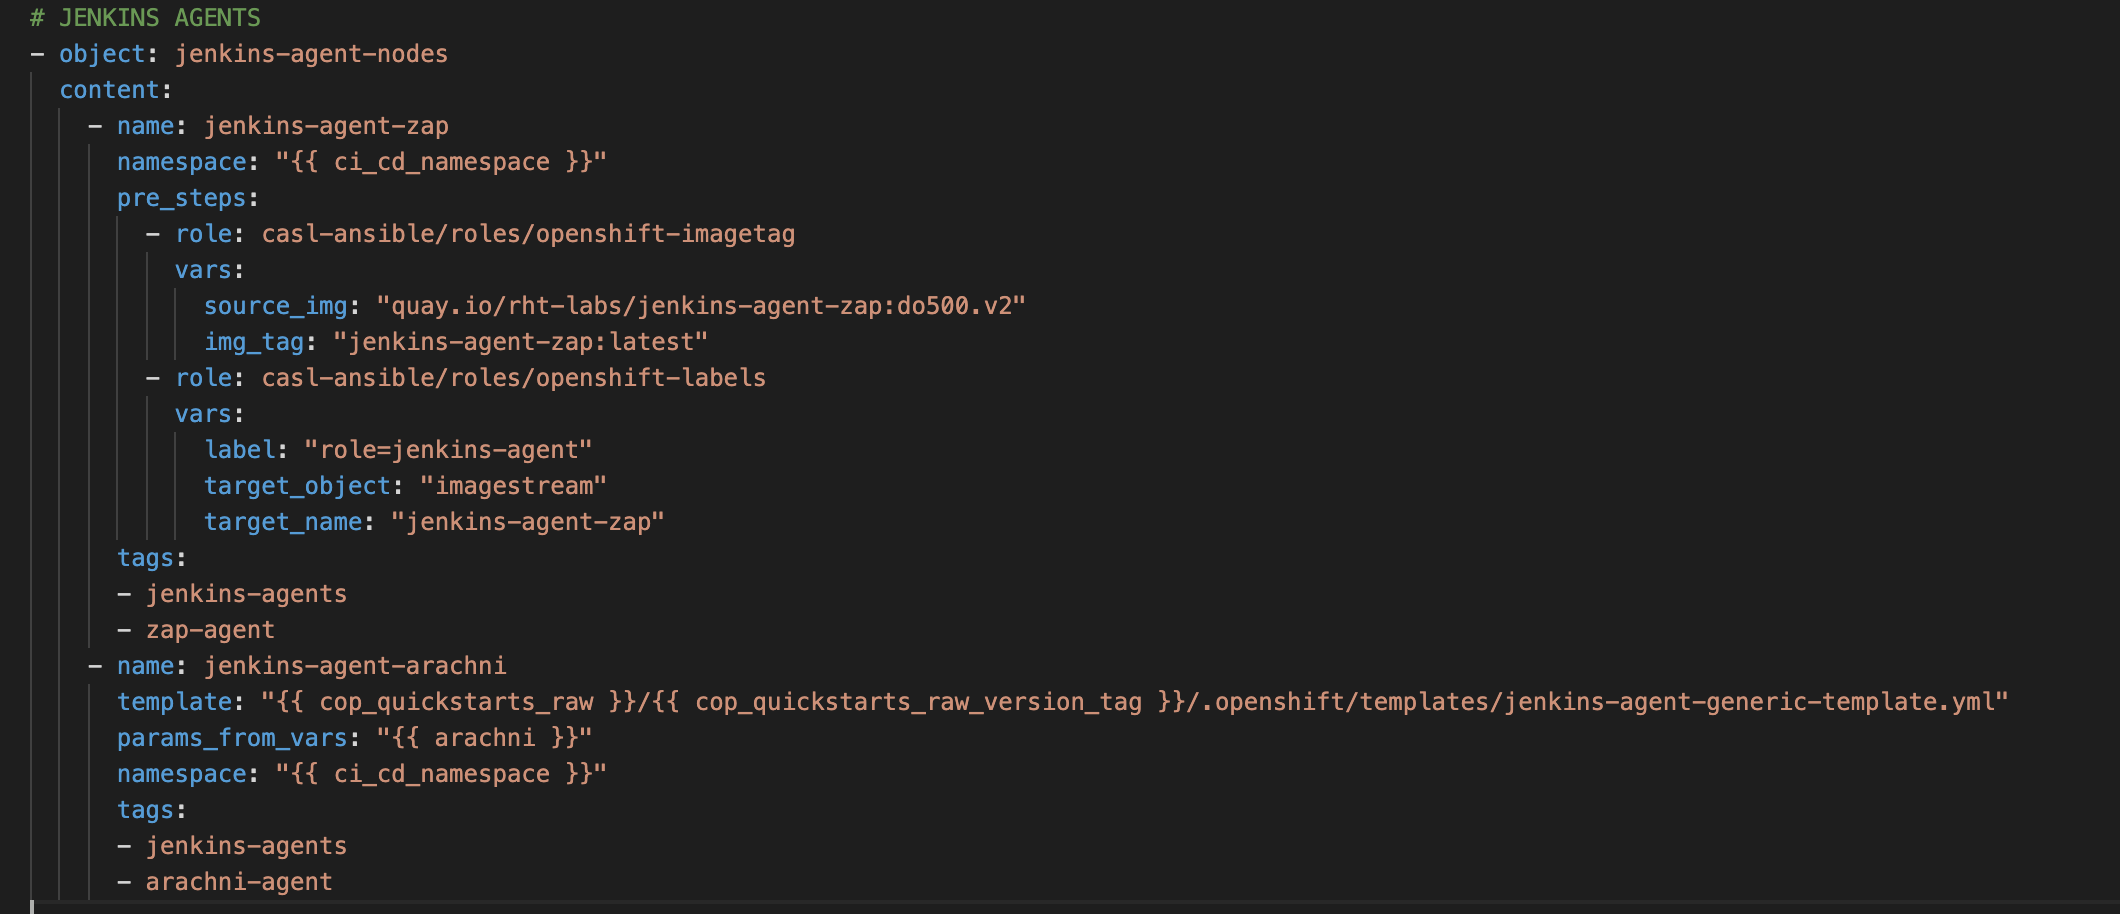 # JENKINS AGENTS
- object: jenkins-agent-nodes
  content:
    - name: jenkins-agent-zap
      namespace: "{{ ci_cd_namespace }}"
      pre_steps:
        - role: casl-ansible/roles/openshift-imagetag
          vars:
            source_img: "quay.io/rht-labs/jenkins-agent-zap:do500.v2"
            img_tag: "jenkins-agent-zap:latest"
        - role: casl-ansible/roles/openshift-labels
          vars:
            label: "role=jenkins-agent"
            target_object: "imagestream"
            target_name: "jenkins-agent-zap"
      tags:
      - jenkins-agents
      - zap-agent
    - name: jenkins-agent-arachni
      template: "{{ cop_quickstarts_raw }}/{{ cop_quickstarts_raw_version_tag }}/.openshift/templates/jenkins-agent-generic-template.yml"
      params_from_vars: "{{ arachni }}"
      namespace: "{{ ci_cd_namespace }}"
      tags:
      - jenkins-agents
      - arachni-agent